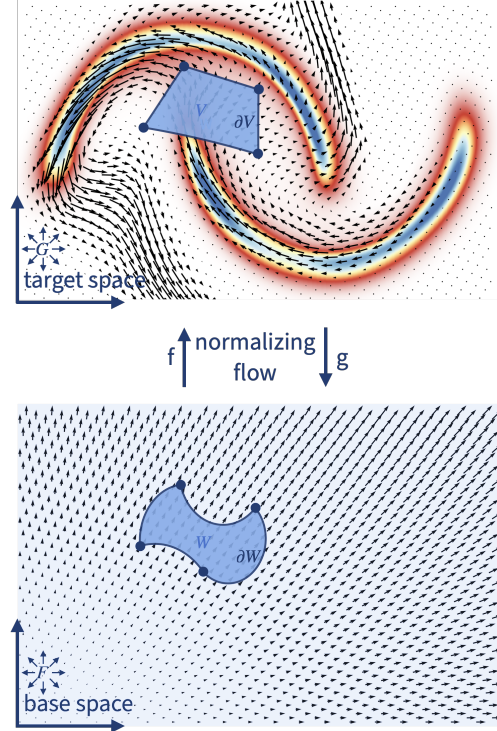 V
∂V
G
target space
f
normalizing
flow
g
W
∂W
F
base space